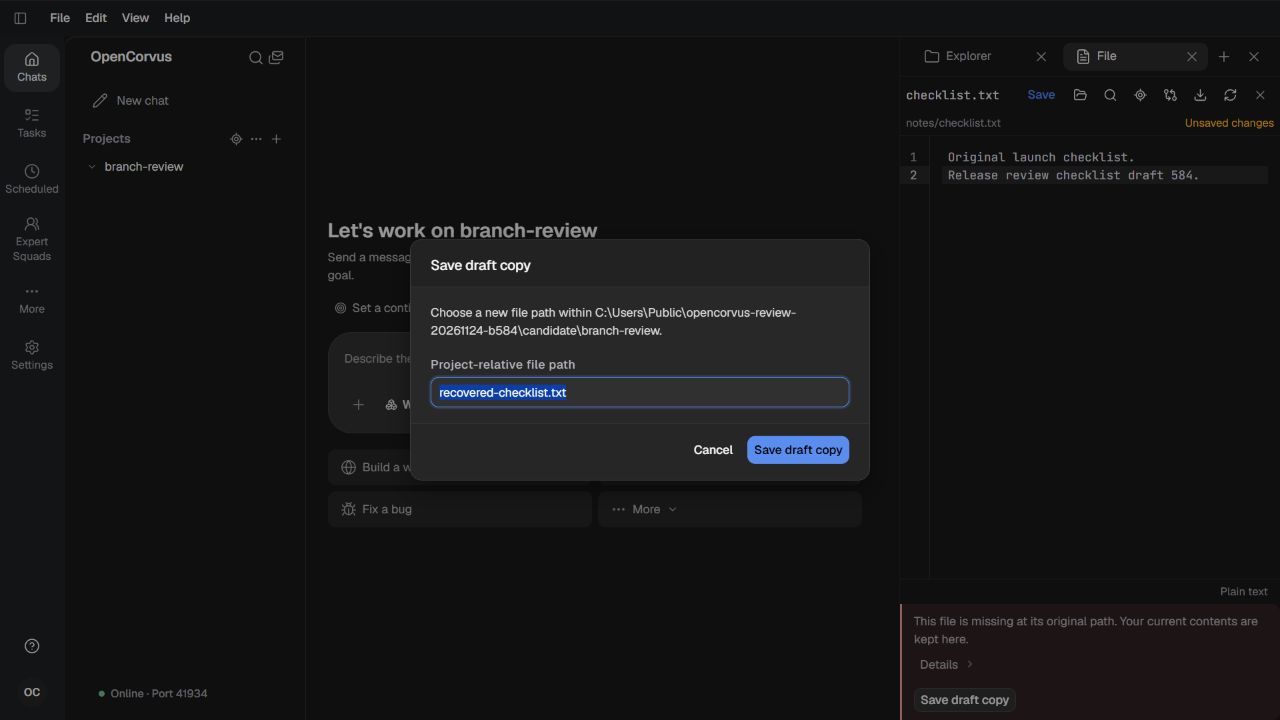 File Edit View Help
Chats
Tasks
Scheduled
Expert
Squads
More
Settings
OC
OpenCorvus
New chat
Projects
branch-review
Online · Port 41934
Let's work on branch-review
Send a messag
goal.
Set a conti
Describe the
W
Build a w
Fix a bug
More
Save draft copy
Choose a new file path within C:\Users\Public\opencorvus-review-
20261124-b584\candidate\branch-review.
Project-relative file path
recovered-checklist.txt
Cancel
Save draft copy
Explorer
File
checklist.txt
Save
notes/checklist.txt
Unsaved changes
1 Original launch checklist.
2 Release review checklist draft 584.
Plain text
This file is missing at its original path. Your current contents are
kept here.
Details
Save draft copy